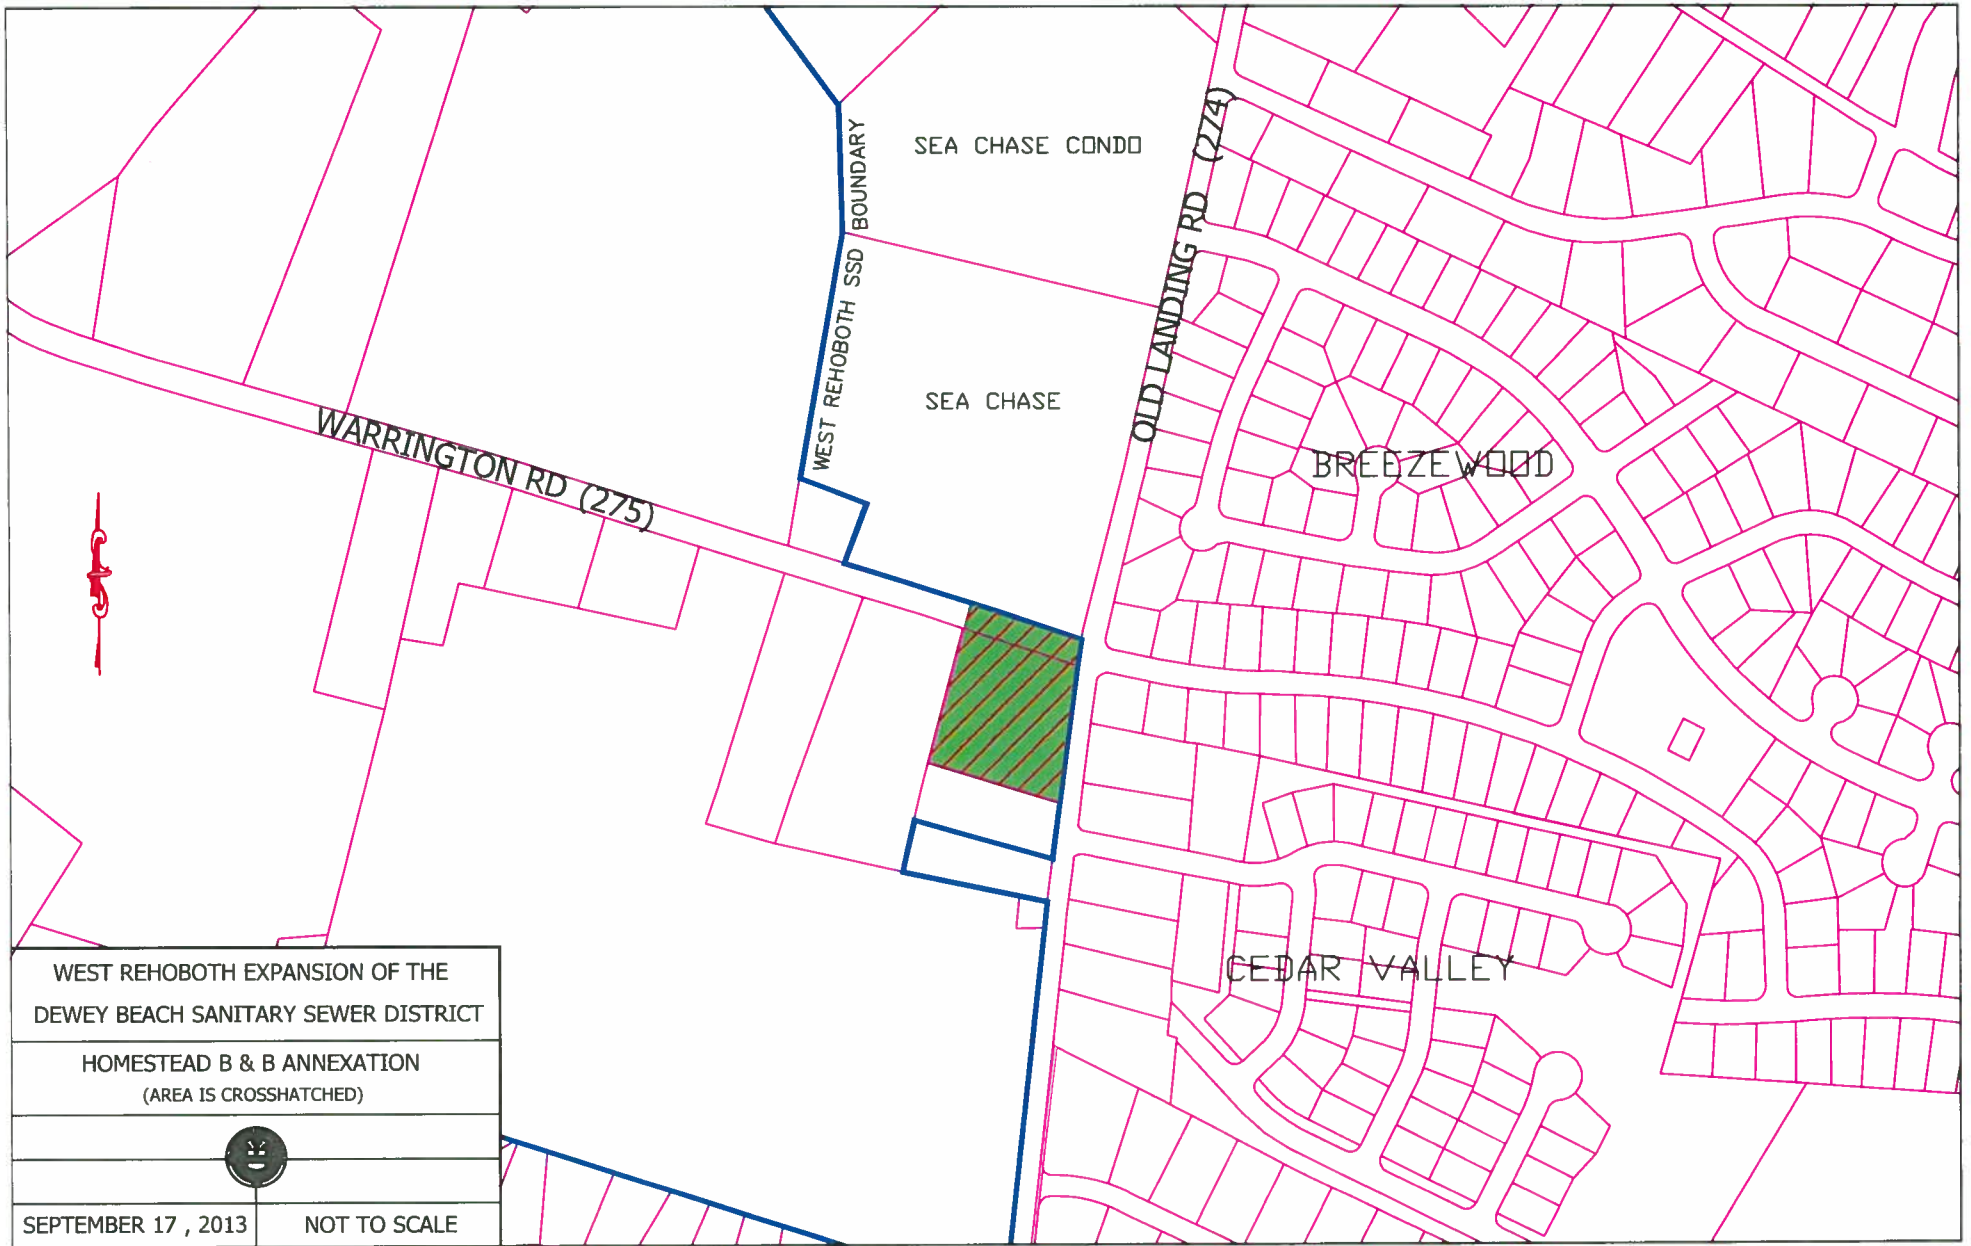 SEA CHASE CONDO
WEST REHOBOTH SSD BOUNDARY
OLD LANDING RD (274)
SEA CHASE
WARRINGTON RD (275)
BREEZEWOOD
CEDAR VALLEY
WEST REHOBOTH EXPANSION OF THE
DEWEY BEACH SANITARY SEWER DISTRICT
HOMESTEAD B & B ANNEXATION
(AREA IS CROSSHATCHED)
SEPTEMBER 17 , 2013
NOT TO SCALE